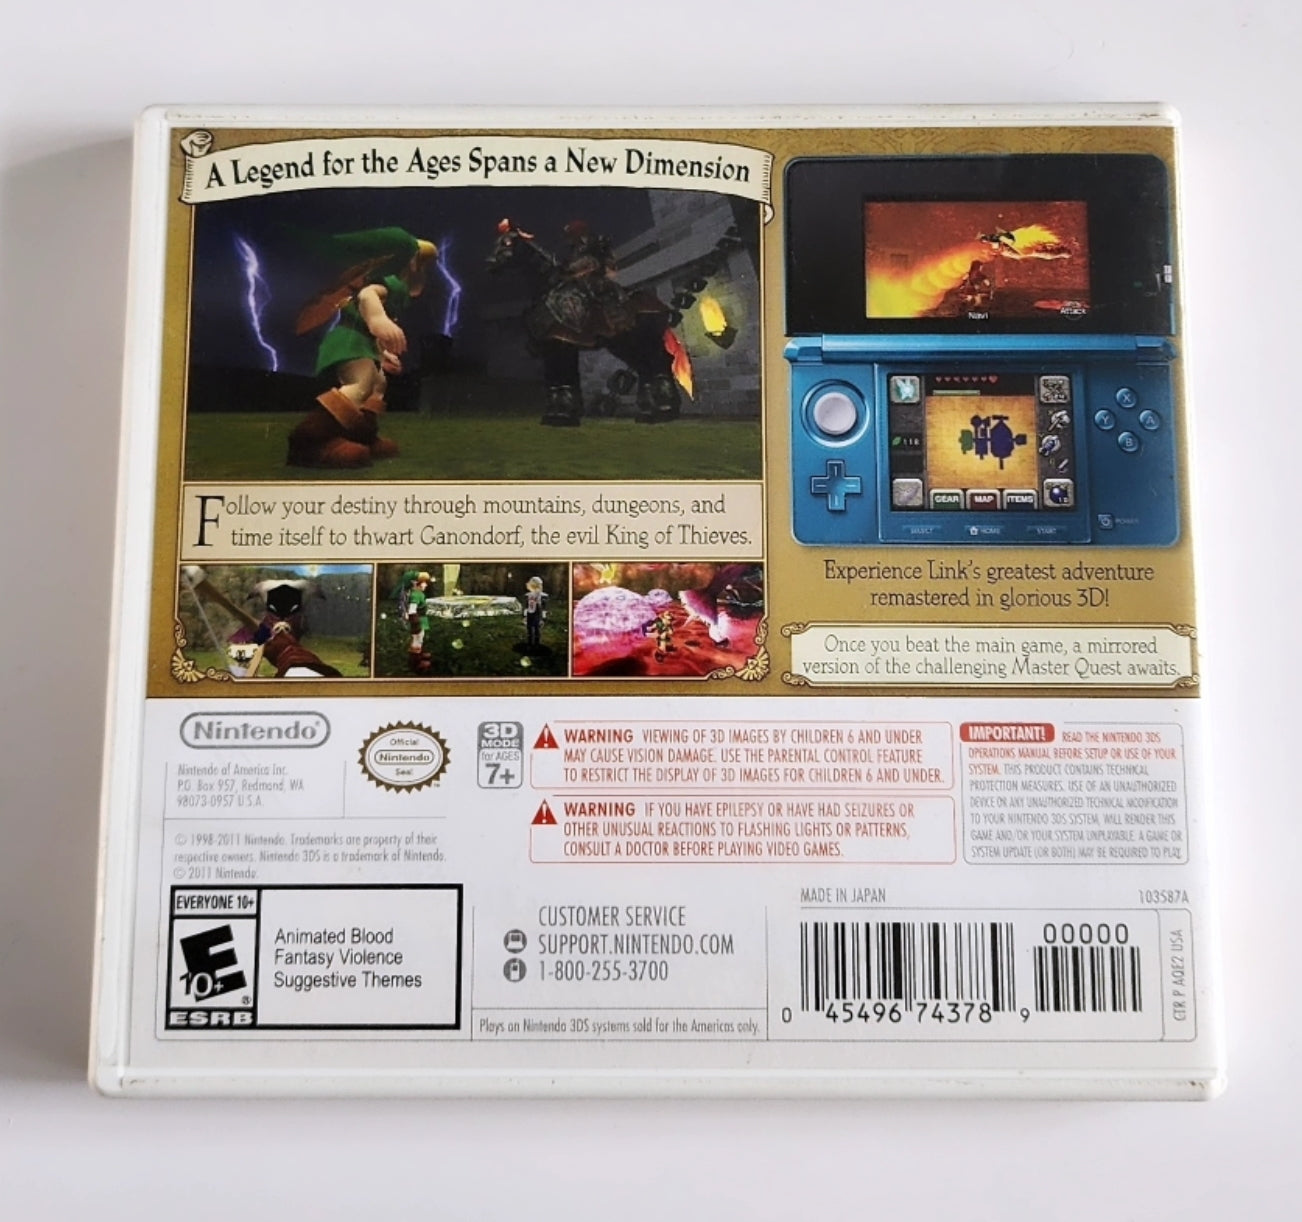 A Legend for the Ages Spans a New Dimension
Navi
Attack
118
GEAR
MAP
ITEMS
X
Y
A
B
SELECT
HOME
START
POWER
Follow your destiny through mountains, dungeons, and
time itself to thwart Ganondorf, the evil King of Thieves.
Experience Link's greatest adventure
remastered in glorious 3D!
Once you beat the main game, a mirrored
version of the challenging Master Quest awaits.
Nintendo®
Nintendo of America Inc.
P.O. Box 957, Redmond, WA
98073-0957 U.S.A.
Official
Nintendo
Seal
3D
MODE
for AGES
7+
WARNING VIEWING OF 3D IMAGES BY CHILDREN 6 AND UNDER
MAY CAUSE VISION DAMAGE. USE THE PARENTAL CONTROL FEATURE
TO RESTRICT THE DISPLAY OF 3D IMAGES FOR CHILDREN 6 AND UNDER.
WARNING IF YOU HAVE EPILEPSY OR HAVE HAD SEIZURES OR
OTHER UNUSUAL REACTIONS TO FLASHING LIGHTS OR PATTERNS,
CONSULT A DOCTOR BEFORE PLAYING VIDEO GAMES.
IMPORTANT! READ THE NINTENDO 3DS
OPERATIONS MANUAL BEFORE SETUP OR USE OF YOUR
SYSTEM. THIS PRODUCT CONTAINS TECHNICAL
PROTECTION MEASURES. USE OF AN UNAUTHORIZED
DEVICE OR ANY UNAUTHORIZED TECHNICAL MODIFICATION
TO YOUR NINTENDO 3DS SYSTEM, WILL RENDER THIS
GAME AND/OR YOUR SYSTEM UNPLAYABLE. A GAME OR
SYSTEM UPDATE (OR BOTH) MAY BE REQUIRED TO PLAY.
© 1998-2011 Nintendo. Trademarks are property of their
respective owners. Nintendo 3DS is a trademark of Nintendo.
© 2011 Nintendo.
EVERYONE 10+
E
10+
®
ESRB
Animated Blood
Fantasy Violence
Suggestive Themes
CUSTOMER SERVICE
SUPPORT.NINTENDO.COM
1-800-255-3700
Plays on Nintendo 3DS systems sold for the Americas only.
MADE IN JAPAN
103587A
00000
0 45496 74378 9
CTR P AQE2 USA